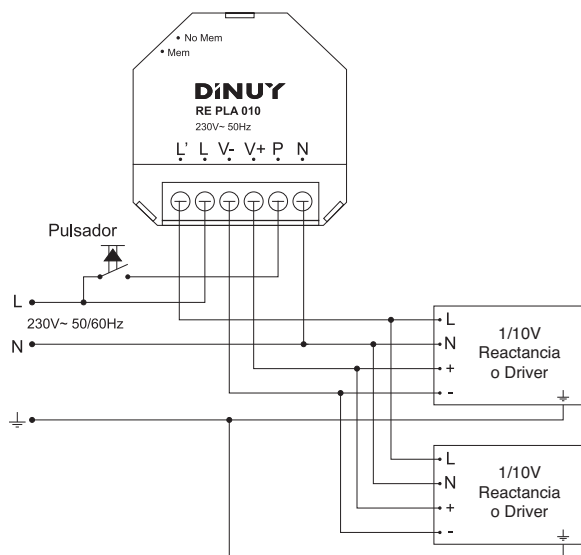 No Mem
Mem
DiNUY
RE PLA 010
230V~ 50Hz
L' L V- V+ P N
Pulsador
L
230V~ 50/60Hz
N
L
N
+
-
1/10V
Reactancia
o Driver
L
N
+
-
1/10V
Reactancia
o Driver